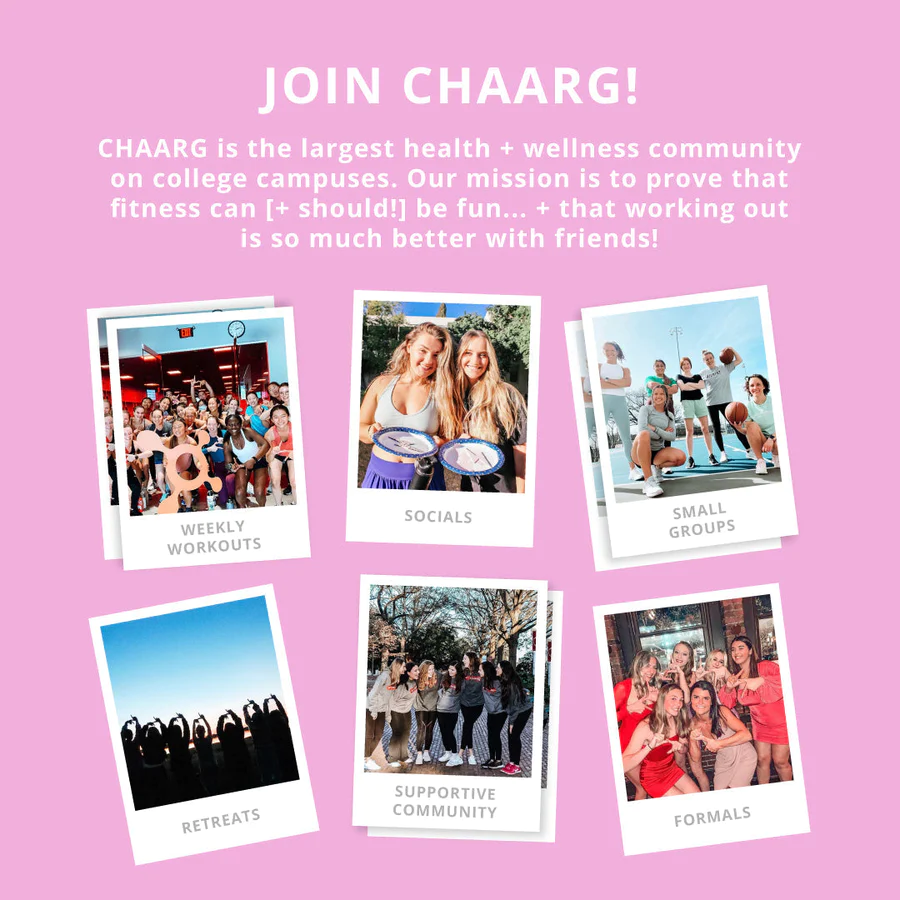 JOIN CHAARG!
CHAARG is the largest health + wellness community
on college campuses. Our mission is to prove that
fitness can [+ should!] be fun... + that working out
is so much better with friends!
EXIT
WEEKLY
WORKOUTS
SOCIALS
SMALL
GROUPS
RETREATS
SUPPORTIVE
COMMUNITY
FORMALS